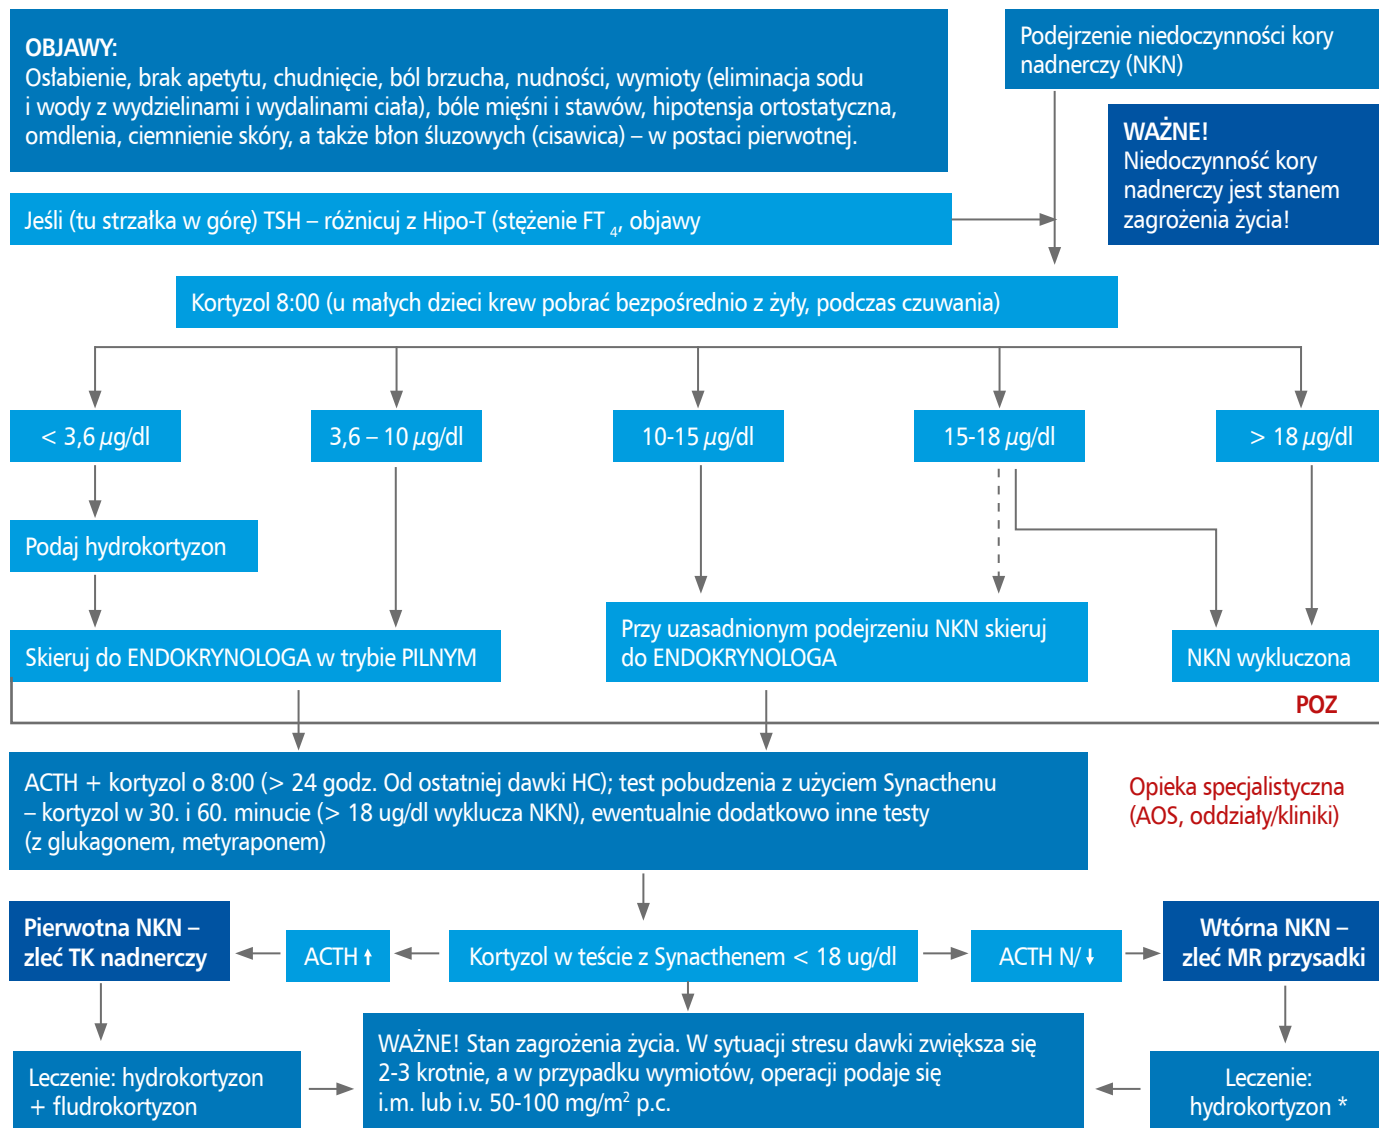 OBJAWY:
Osłabienie, brak apetytu, chudnięcie, ból brzucha, nudności, wymioty (eliminacja sodu
i wody z wydzielinami i wydalinami ciała), bóle mięśni i stawów, hipotensja ortostatyczna,
omdlenia, ciemnienie skóry, a także błon śluzowych (cisawica) – w postaci pierwotnej.
Podejrzenie niedoczynności kory
nadnerczy (NKN)
WAŻNE!
Niedoczynność kory
nadnerczy jest stanem
zagrożenia życia!
Jeśli (tu strzałka w górę) TSH – różnicuj z Hipo-T (stężenie FT 4, objawy
Kortyzol 8:00 (u małych dzieci krew pobrać bezpośrednio z żyły, podczas czuwania)
< 3,6 µg/dl
3,6 – 10 µg/dl
10-15 µg/dl
15-18 µg/dl
> 18 µg/dl
Podaj hydrokortyzon
Skieruj do ENDOKRYNOLOGA w trybie PILNYM
Przy uzasadnionym podejrzeniu NKN skieruj
do ENDOKRYNOLOGA
NKN wykluczona
POZ
ACTH + kortyzol o 8:00 (> 24 godz. Od ostatniej dawki HC); test pobudzenia z użyciem Synacthenu
– kortyzol w 30. i 60. minucie (> 18 ug/dl wyklucza NKN), ewentualnie dodatkowo inne testy
(z glukagonem, metyraponem)
Opieka specjalistyczna
(AOS, oddziały/kliniki)
Pierwotna NKN –
zleć TK nadnerczy
ACTH ↑
Kortyzol w teście z Synacthenem < 18 ug/dl
ACTH N/ ↓
Wtórna NKN –
zleć MR przysadki
Leczenie: hydrokortyzon
+ fludrokortyzon
WAŻNE! Stan zagrożenia życia. W sytuacji stresu dawki zwiększa się
2-3 krotnie, a w przypadku wymiotów, operacji podaje się
i.m. lub i.v. 50-100 mg/m² p.c.
Leczenie:
hydrokortyzon *